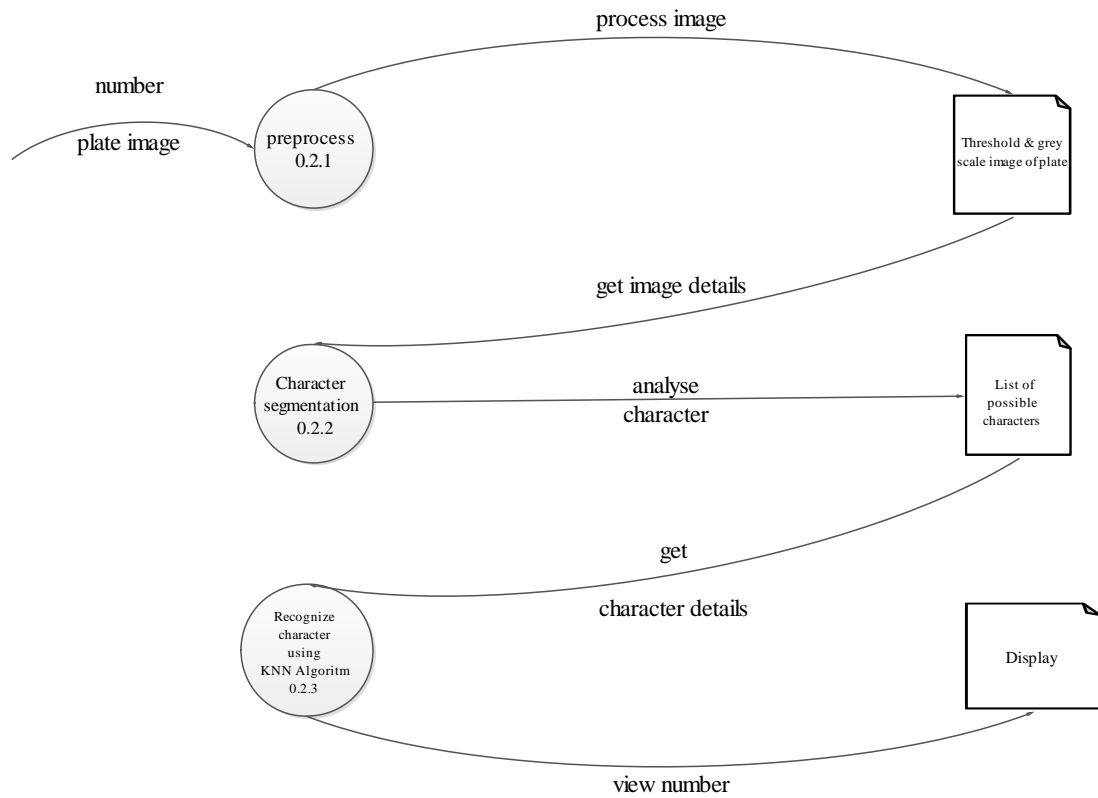 process image
number
plate image
preprocess
0.2.1
Threshold & grey
scale image of plate
get image details
Character
segmentation
0.2.2
analyse
character
List of
possible
characters
get
character details
Recognize
character
using
KNN Algoritm
0.2.3
Display
view number